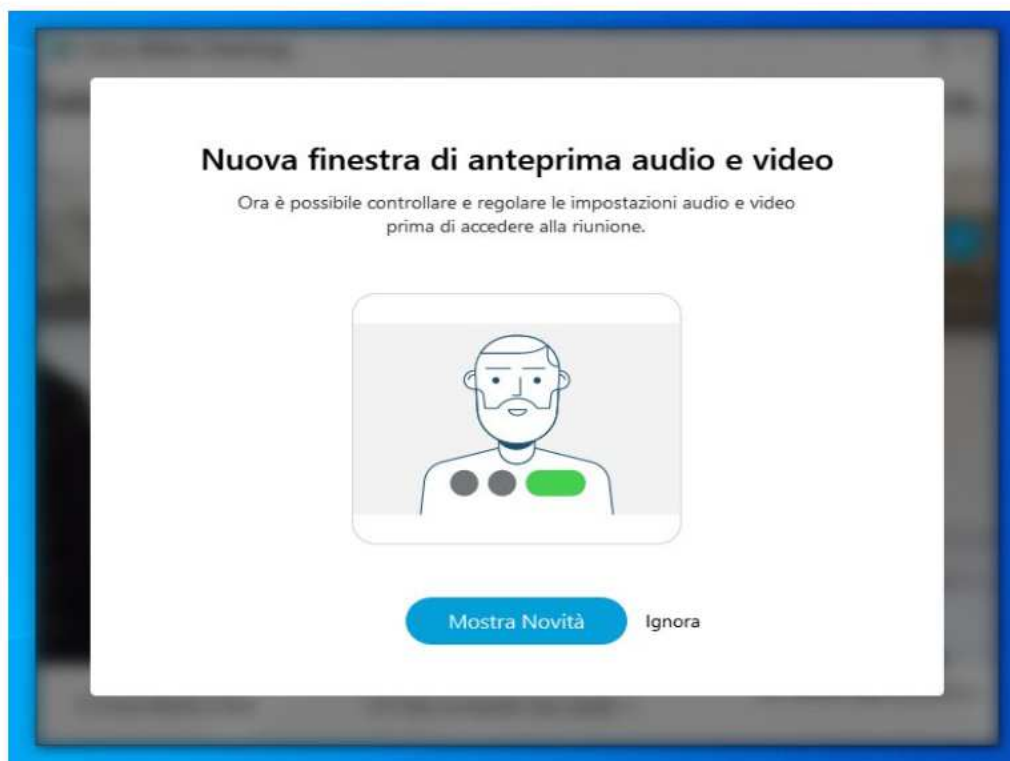 Nuova finestra di anteprima audio e video
Ora è possibile controllare e regolare le impostazioni audio e video
prima di accedere alla riunione.
Mostra Novità
Ignora